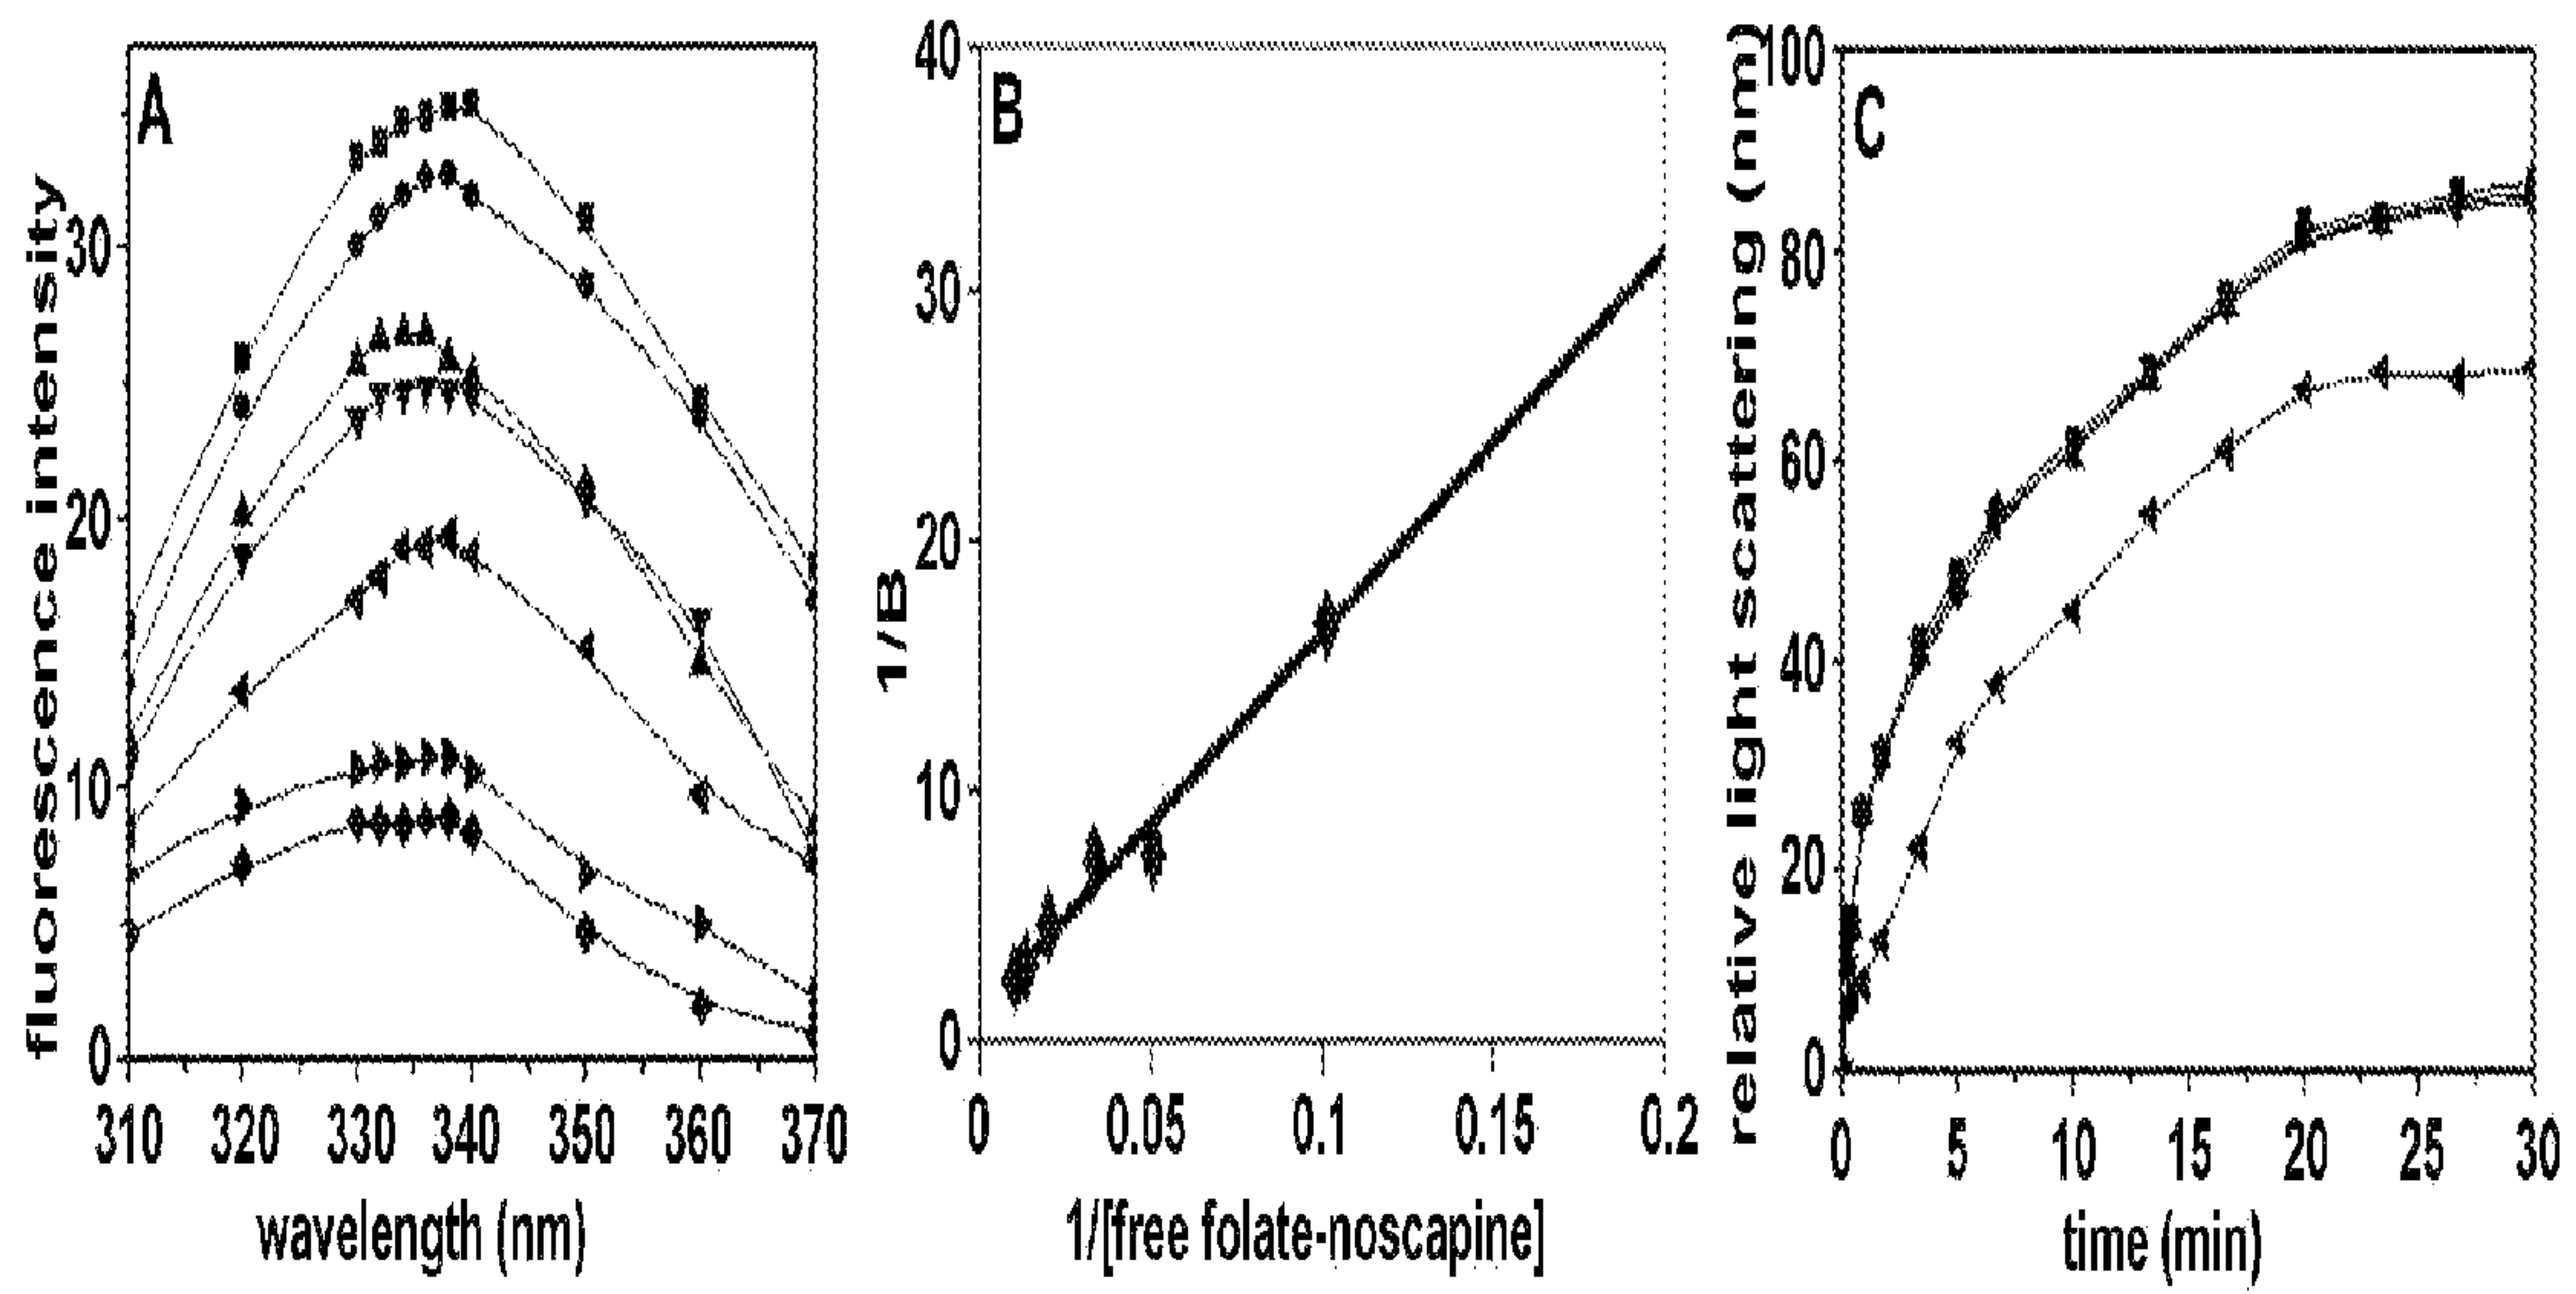 A
fluorescence intensity
30
20
10
0
310 320 330 340 350 360 370
wavelength (nm)
B
1/B
40
30
20
10
0
0 0.05 0.1 0.15 0.2
1/[free folate-noscapine]
C
relative light scattering (nm)
100
80
60
40
20
0
0 5 10 15 20 25 30
time (min)